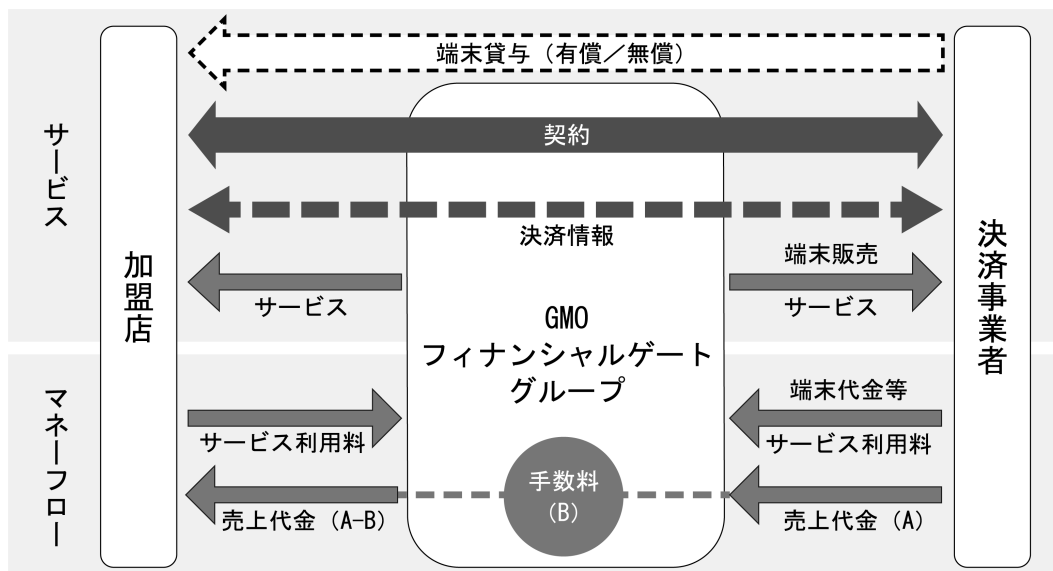 サービス
加盟店
端末貸与（有償／無償）
契約
決済情報
サービス
端末販売
サービス
GMO
フィナンシャルゲート
グループ
決済事業者
マネーフロー
サービス利用料
端末代金等
サービス利用料
売上代金（A-B）
手数料
（B）
売上代金（A）